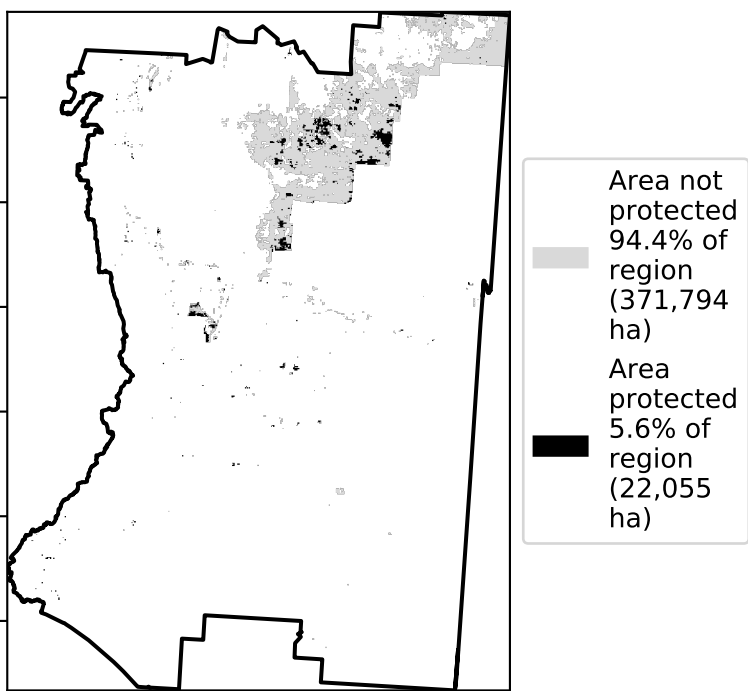 Area not
protected
94.4% of
region
(371,794
ha)
Area
protected
5.6% of
region
(22,055
ha)